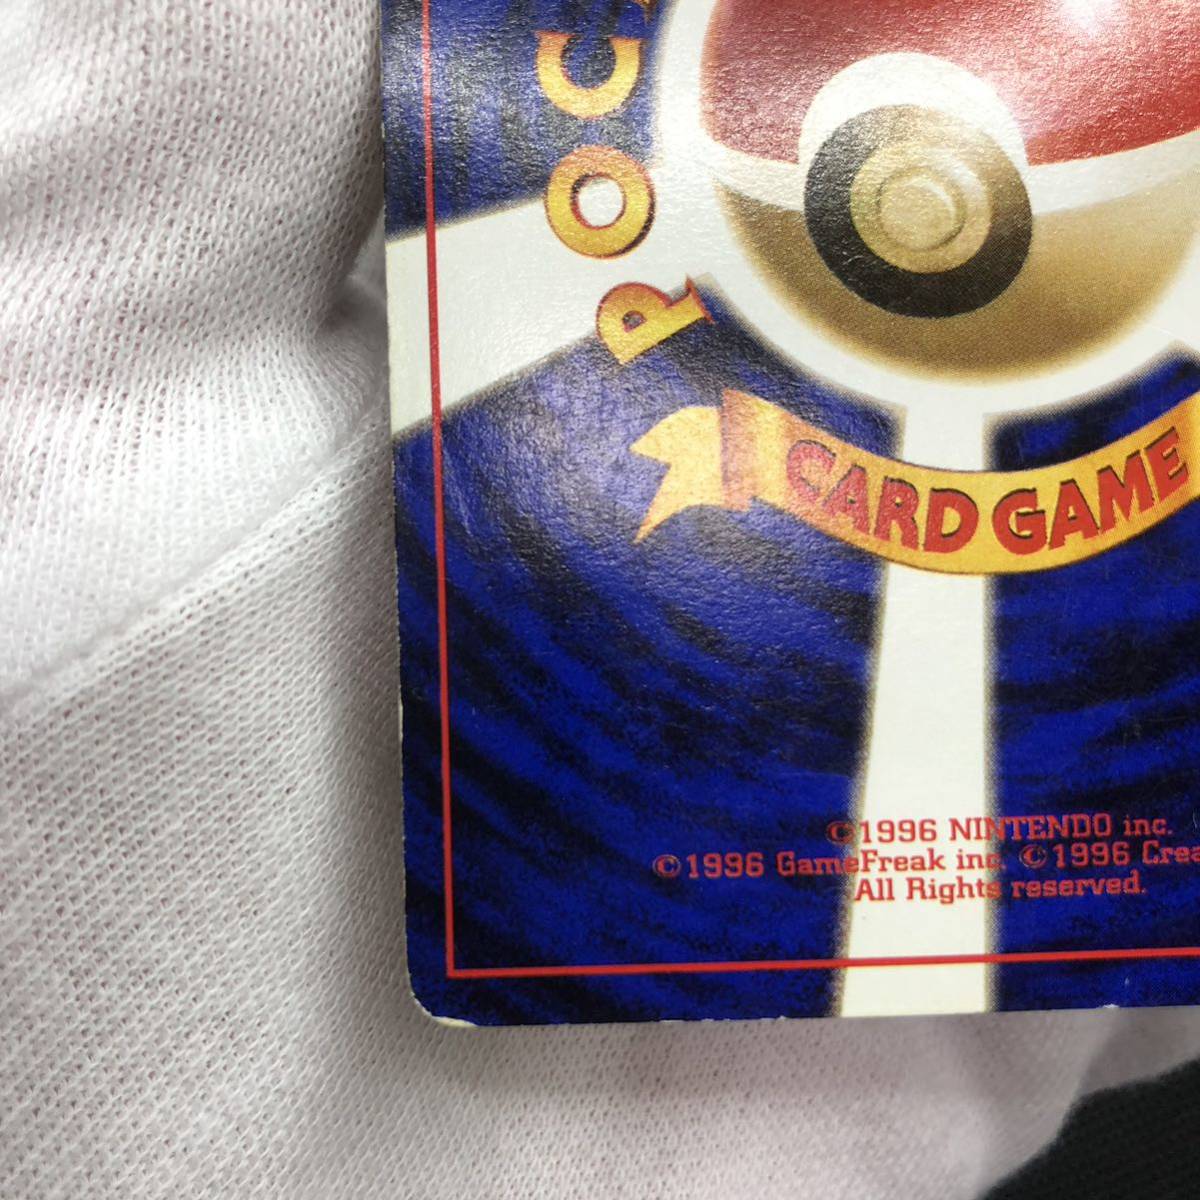 POC
CARD GAME
©1996 NINTENDO inc.
©1996 GameFreak inc. ©1996 Crea
All Rights reserved.